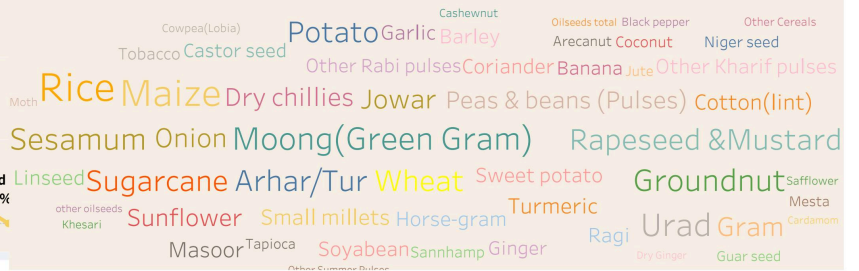 Cashewnut
Cowpea(Lobia) Potato Garlic Barley Oilseeds total Black pepper Other Cereals
Tobacco Castor seed Arecanut Coconut Niger seed
Other Rabi pulses Coriander Banana Jute Other Kharif pulses
Moth Rice Maize Dry chillies Jowar Peas & beans (Pulses) Cotton(lint)
Sesamum Onion Moong(Green Gram) Rapeseed &Mustard
d Linseed Sugarcane Arhar/Tur Wheat Sweet potato Groundnut Safflower
%
other oilseeds Sunflower Small millets Horse-gram Turmeric Mesta
Khesari Urad Gram Cardamom
Masoor Tapioca Soyabean Sannhamp Ginger Ragi Dry Ginger Guar seed
Other Summer Pulses